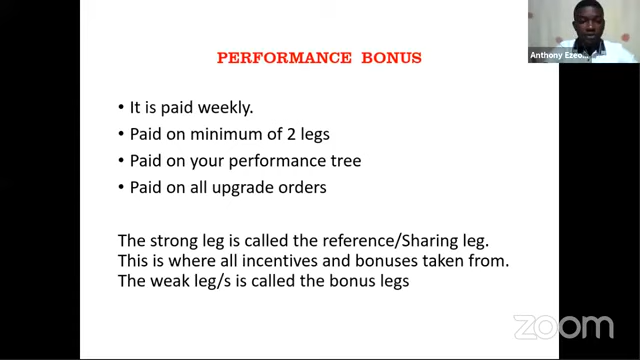 PERFORMANCE BONUS
Anthony Ezeo...
• It is paid weekly.
• Paid on minimum of 2 legs
• Paid on your performance tree
• Paid on all upgrade orders
The strong leg is called the reference/Sharing leg.
This is where all incentives and bonuses taken from.
The weak leg/s is called the bonus legs
zoom